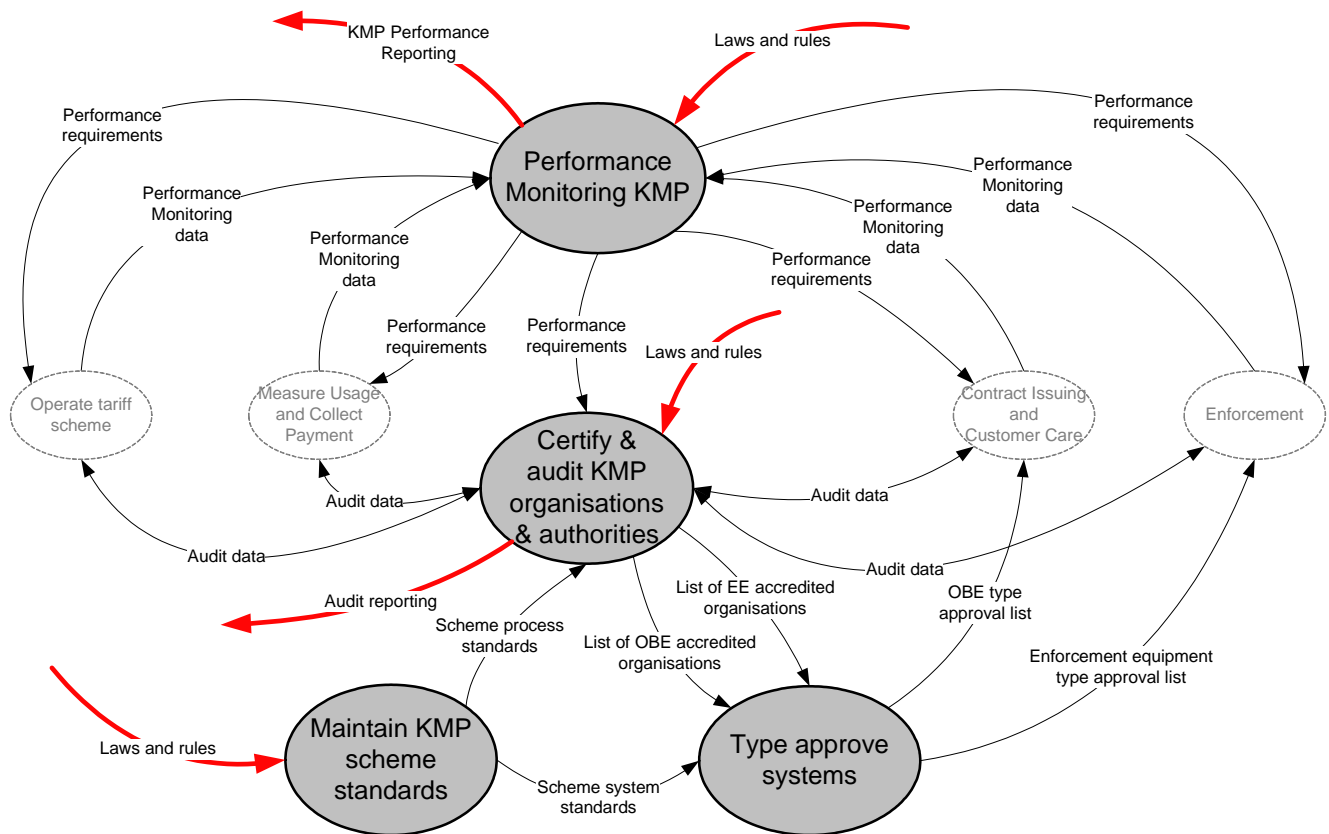 KMP Performance
Reporting
Laws and rules
Performance
requirements
Performance
requirements
Performance
Monitoring KMP
Performance
Monitoring
data
Performance
Monitoring
data
Performance
Monitoring
data
Performance
Monitoring
data
Performance
requirements
Performance
requirements
Performance
requirements
Laws and rules
Operate tariff
scheme
Measure Usage
and Collect
Payment
Contract Issuing
and
Customer Care
Enforcement
Certify &
audit KMP
organisations
& authorities
Audit data
Audit data
Audit data
Audit data
Audit reporting
List of EE accredited
organisations
OBE type
approval list
Scheme process
standards
List of OBE accredited
organisations
Enforcement equipment
type approval list
Laws and rules
Maintain KMP
scheme
standards
Type approve
systems
Scheme system
standards